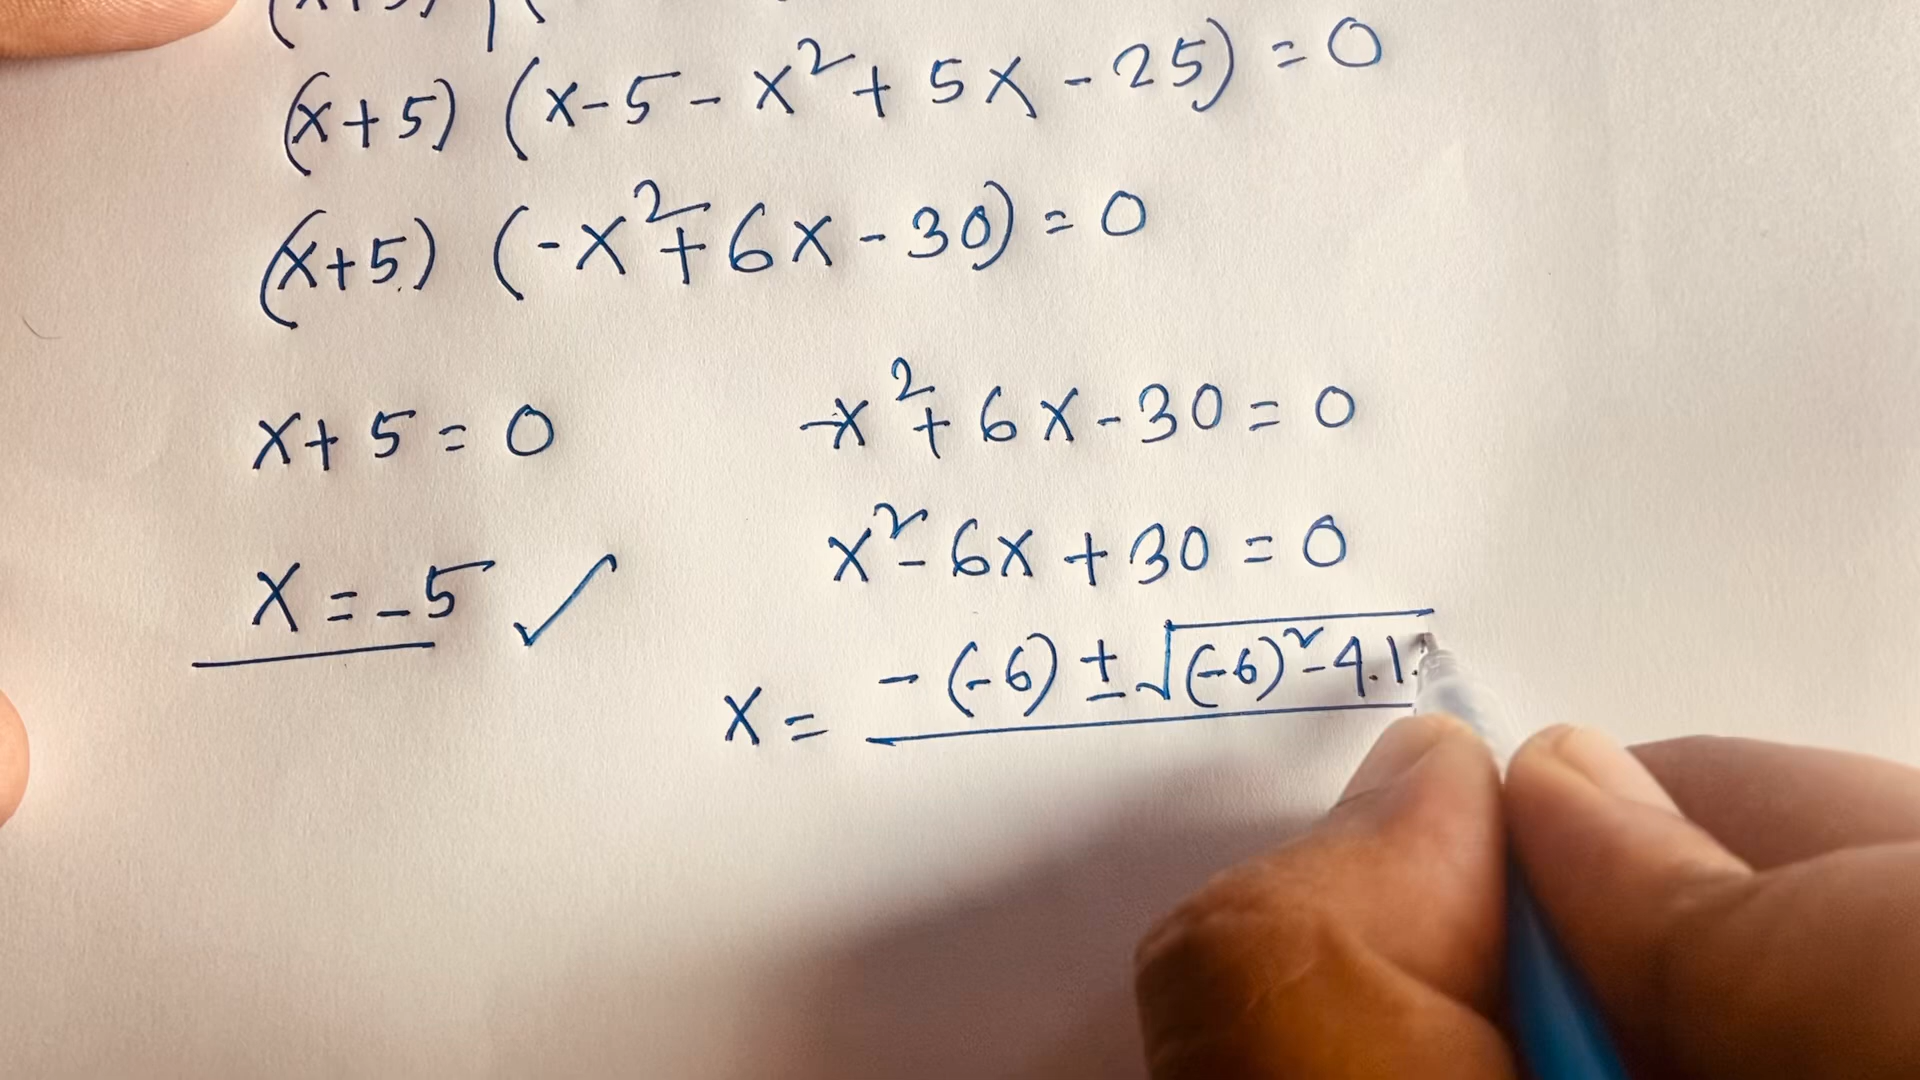 (x+5) (x-5-x²+5x-25)=0
(x+5) (-x²+6x-30)=0
x+5=0
x=-5 ✓
-x²+6x-30=0
x²-6x+30=0
x= -(-6)±√(-6)²-4.1.